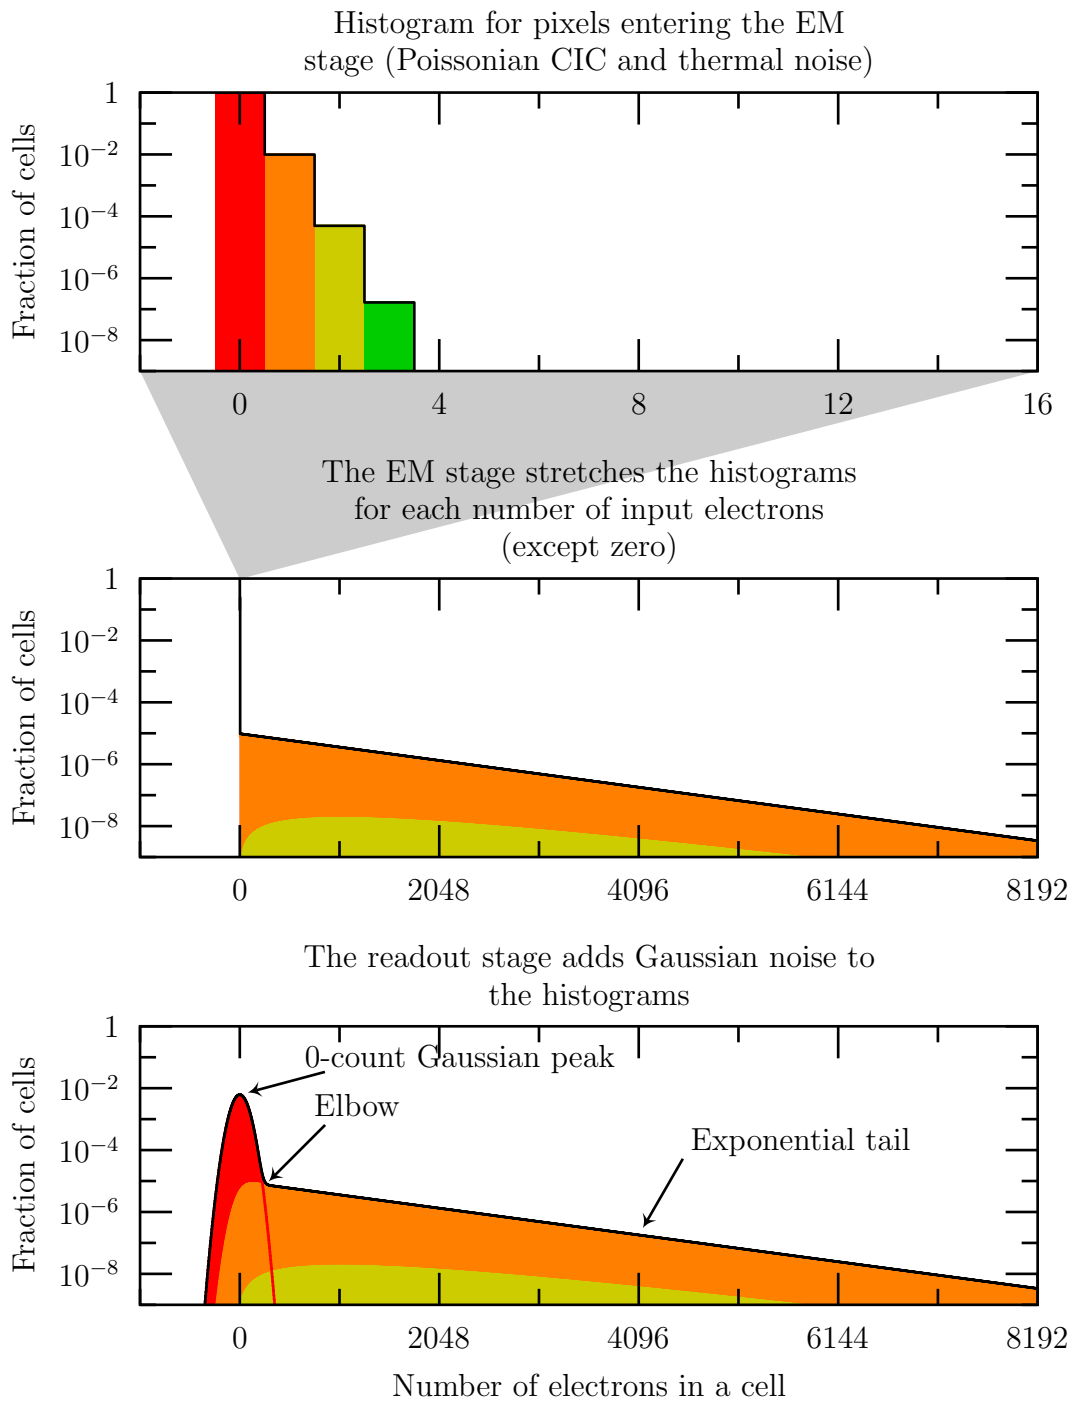 Histogram for pixels entering the EM
stage (Poissonian CIC and thermal noise)
Fraction of cells
1
10⁻²
10⁻⁴
10⁻⁶
10⁻⁸
0 4 8 12 16
The EM stage stretches the histograms
for each number of input electrons
(except zero)
Fraction of cells
1
10⁻²
10⁻⁴
10⁻⁶
10⁻⁸
0 2048 4096 6144 8192
The readout stage adds Gaussian noise to
the histograms
Fraction of cells
1
10⁻²
10⁻⁴
10⁻⁶
10⁻⁸
0-count Gaussian peak
Elbow
Exponential tail
0 2048 4096 6144 8192
Number of electrons in a cell